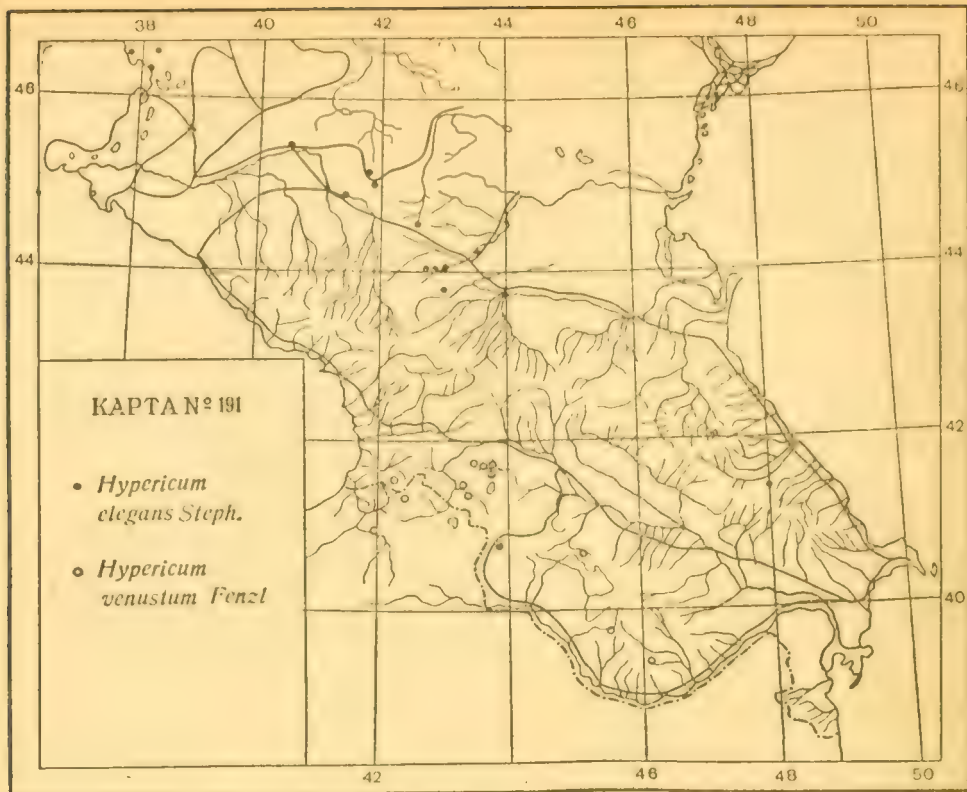 38 40 42 44 46 48 50
46 46
44 44
КАРТА № 191
42
• Hypericum
elegans Steph.
° Hypericum
venustum Fenzl
40
42 46 48 50